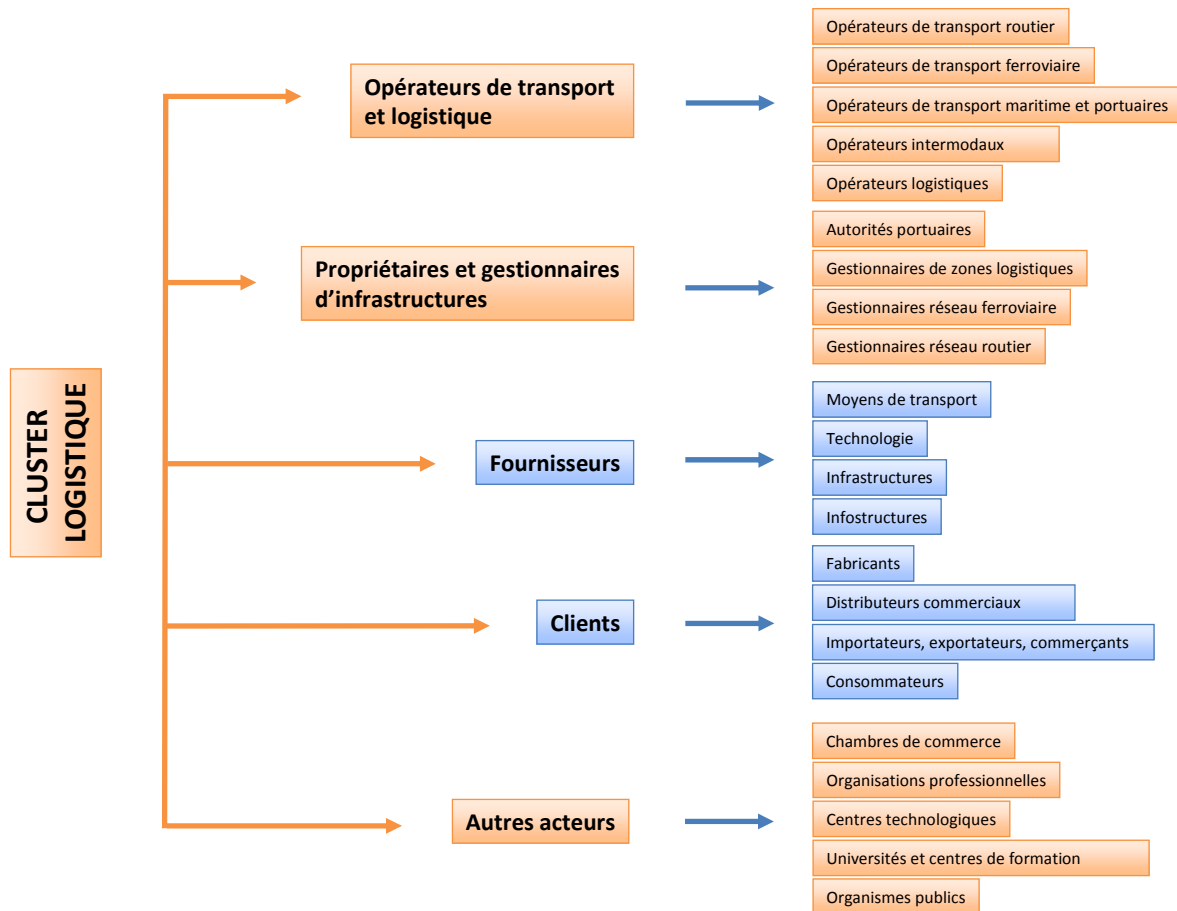 CLUSTER
LOGISTIQUE
Opérateurs de transport
et logistique
Opérateurs de transport routier
Opérateurs de transport ferroviaire
Opérateurs de transport maritime et portuaires
Opérateurs intermodaux
Opérateurs logistiques
Propriétaires et gestionnaires
d’infrastructures
Autorités portuaires
Gestionnaires de zones logistiques
Gestionnaires réseau ferroviaire
Gestionnaires réseau routier
Fournisseurs
Moyens de transport
Technologie
Infrastructures
Infostructures
Clients
Fabricants
Distributeurs commerciaux
Importateurs, exportateurs, commerçants
Consommateurs
Autres acteurs
Chambres de commerce
Organisations professionnelles
Centres technologiques
Universités et centres de formation
Organismes publics